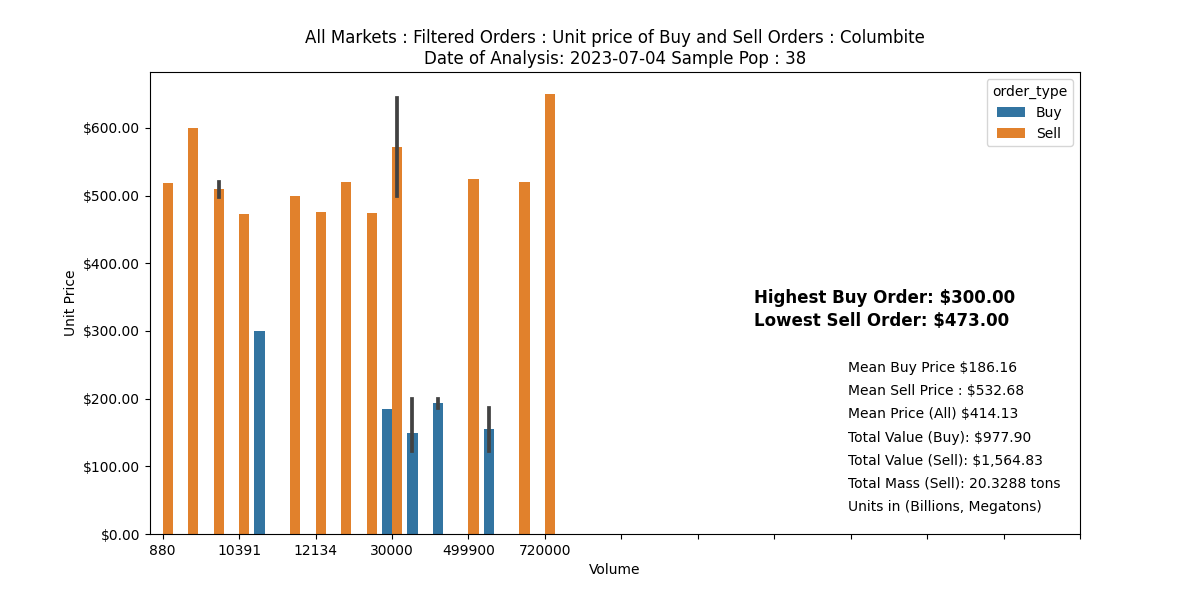 All Markets : Filtered Orders : Unit price of Buy and Sell Orders : Columbite
Date of Analysis: 2023-07-04 Sample Pop : 38
order_type
Buy
Sell
$600.00
$500.00
$400.00
$300.00
$200.00
$100.00
$0.00
Unit Price
Highest Buy Order: $300.00
Lowest Sell Order: $473.00
Mean Buy Price $186.16
Mean Sell Price : $532.68
Mean Price (All) $414.13
Total Value (Buy): $977.90
Total Value (Sell): $1,564.83
Total Mass (Sell): 20.3288 tons
Units in (Billions, Megatons)
880 10391 12134 30000 499900 720000
Volume